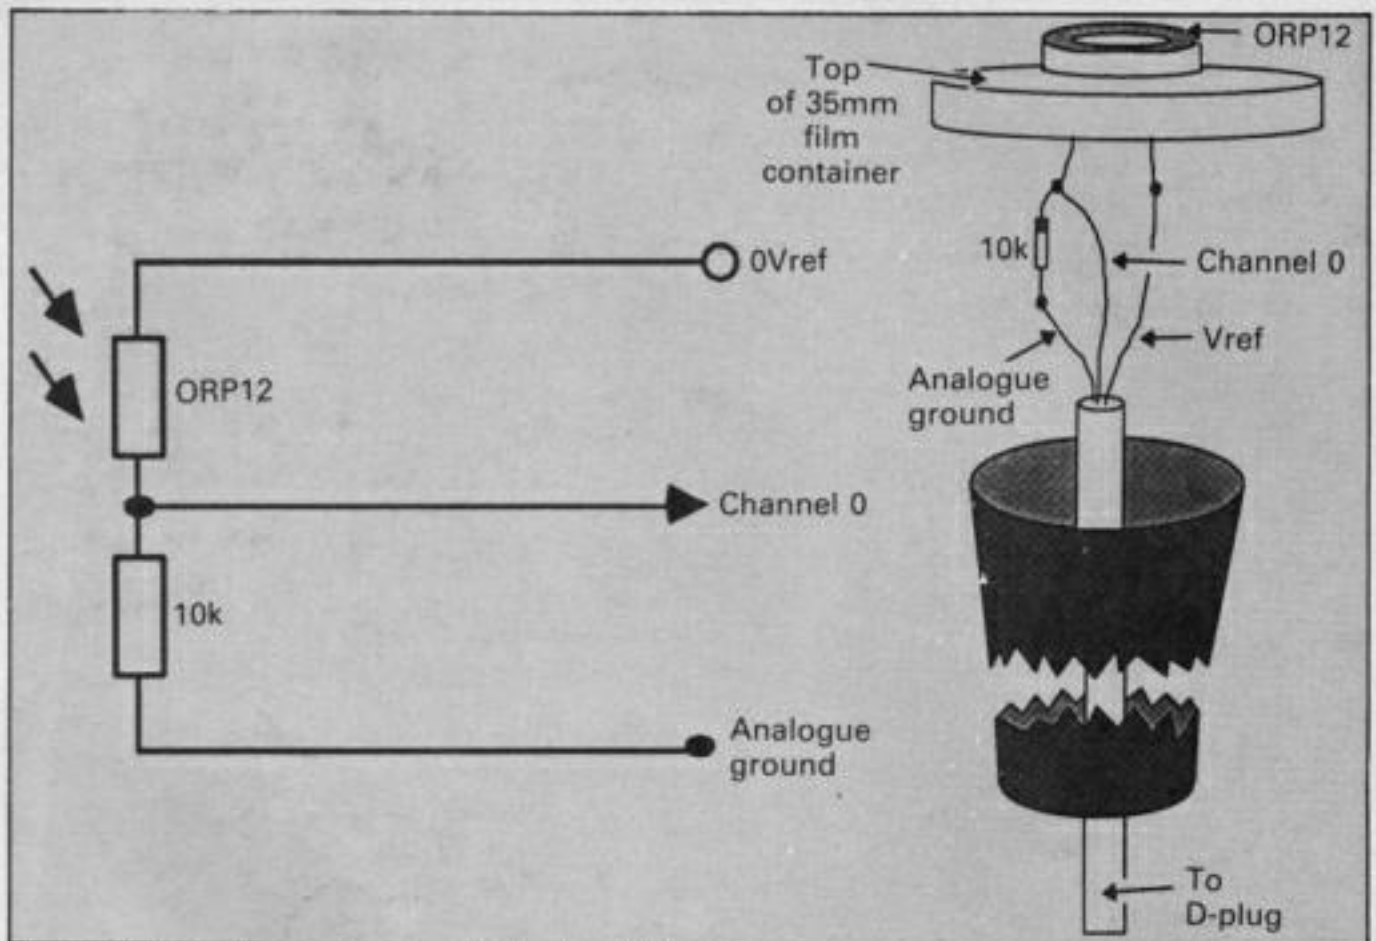 0Vref
ORP12
Channel 0
10k
Analogue
ground
ORP12
Top
of 35mm
film
container
10k
Channel 0
Vref
Analogue
ground
To
D-plug